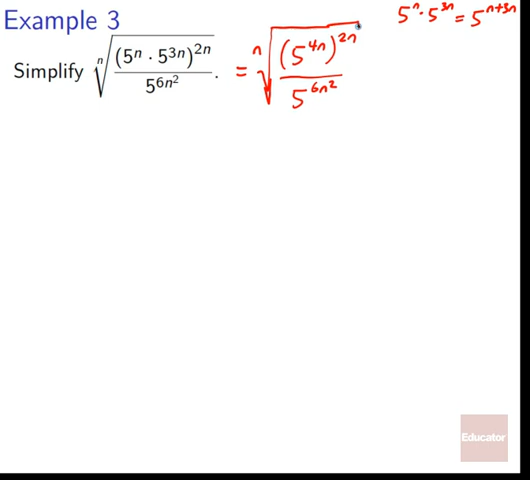 Example 3
5ⁿ · 5³ⁿ = 5ⁿ⁺³ⁿ
Simplify ⁿ√((5ⁿ · 5³ⁿ)²ⁿ / 5^(6n²)). = ⁿ√((5⁴ⁿ)²ⁿ / 5^(6n²))
Educator